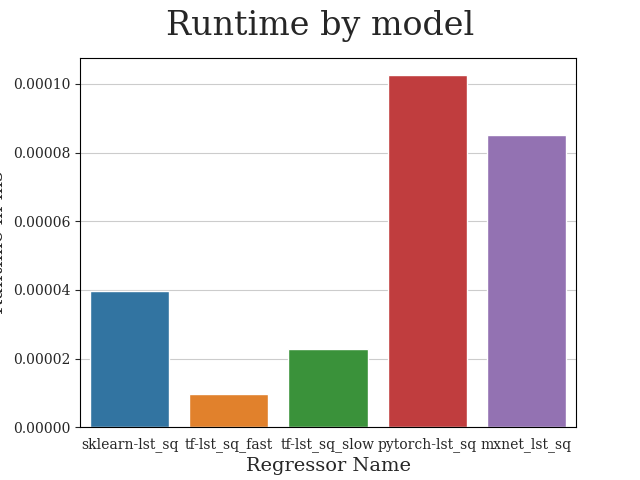 Runtime by model
0.00010
0.00008
0.00006
0.00004
0.00002
0.00000
sklearn-lst_sq tf-lst_sq_fast tf-lst_sq_slow pytorch-lst_sq mxnet_lst_sq
Regressor Name